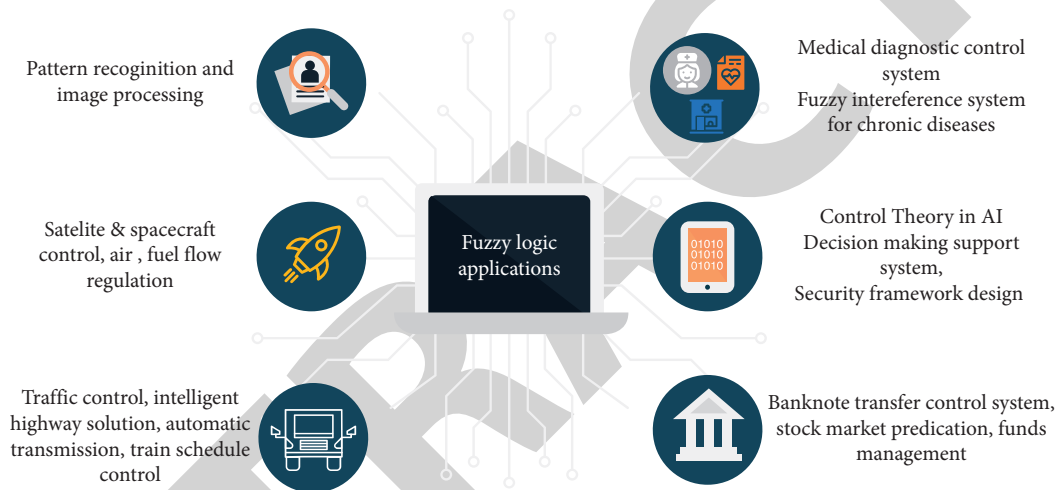 Pattern recoginition and
image processing
Medical diagnostic control
system
Fuzzy intereference system
for chronic diseases
Satelite & spacecraft
control, air , fuel flow
regulation
Fuzzy logic
applications
01010
01010
01010
Control Theory in AI
Decision making support
system,
Security framework design
Traffic control, intelligent
highway solution, automatic
transmission, train schedule
control
Banknote transfer control system,
stock market predication, funds
management